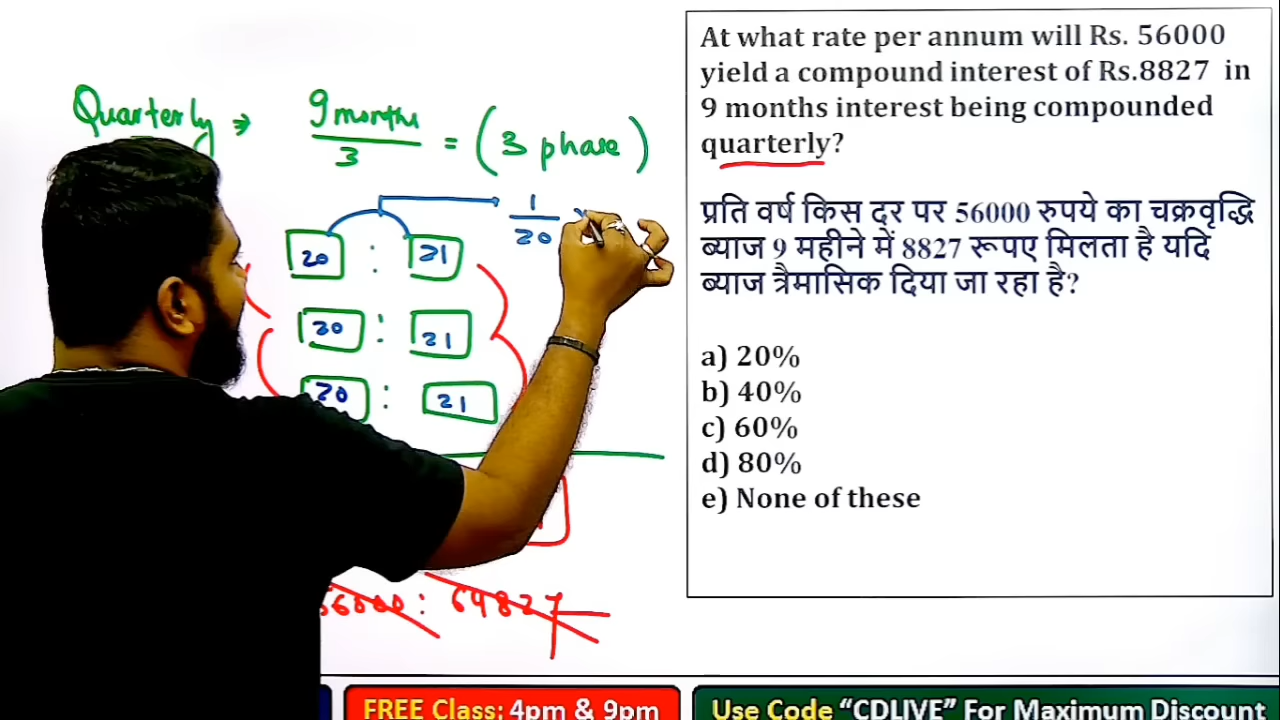 Quarterly → 9 months / 3 = (3 phase)
1 / 20
20 : 21
20 : 21
20 : 21
56000 : 64827
At what rate per annum will Rs. 56000
yield a compound interest of Rs.8827 in
9 months interest being compounded
quarterly?
प्रति वर्ष किस दर पर 56000 रुपये का चक्रवृद्धि
ब्याज 9 महीने में 8827 रूपए मिलता है यदि
ब्याज त्रैमासिक दिया जा रहा है?
a) 20%
b) 40%
c) 60%
d) 80%
e) None of these
FREE Class: 4pm & 9pm
Use Code “CDLIVE” For Maximum Discount